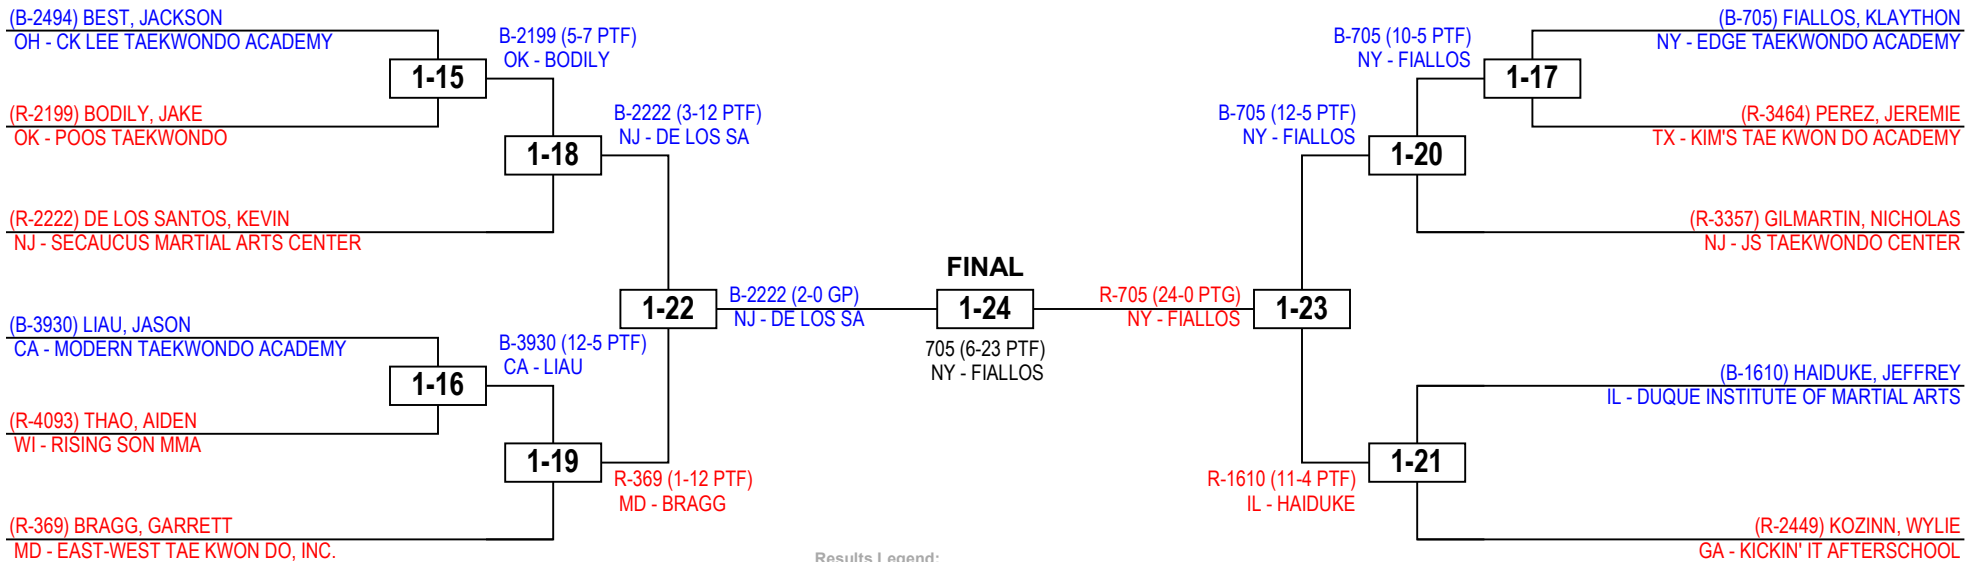 (B-2494) BEST, JACKSON
OH - CK LEE TAEKWONDO ACADEMY
1-15
(R-2199) BODILY, JAKE
OK - POOS TAEKWONDO
B-2199 (5-7 PTF)
OK - BODILY
1-18
(R-2222) DE LOS SANTOS, KEVIN
NJ - SECAUCUS MARTIAL ARTS CENTER
B-2222 (3-12 PTF)
NJ - DE LOS SA
1-22
(B-3930) LIAU, JASON
CA - MODERN TAEKWONDO ACADEMY
1-16
(R-4093) THAO, AIDEN
WI - RISING SON MMA
B-3930 (12-5 PTF)
CA - LIAU
1-19
(R-369) BRAGG, GARRETT
MD - EAST-WEST TAE KWON DO, INC.
R-369 (1-12 PTF)
MD - BRAGG
B-2222 (2-0 GP)
NJ - DE LOS SA
FINAL
1-24
705 (6-23 PTF)
NY - FIALLOS
R-705 (24-0 PTG)
NY - FIALLOS
1-23
B-705 (12-5 PTF)
NY - FIALLOS
1-20
B-705 (10-5 PTF)
NY - FIALLOS
1-17
(B-705) FIALLOS, KLAYTHON
NY - EDGE TAEKWONDO ACADEMY
(R-3464) PEREZ, JEREMIE
TX - KIM'S TAE KWON DO ACADEMY
(R-3357) GILMARTIN, NICHOLAS
NJ - JS TAEKWONDO CENTER
R-1610 (11-4 PTF)
IL - HAIDUKE
1-21
(B-1610) HAIDUKE, JEFFREY
IL - DUQUE INSTITUTE OF MARTIAL ARTS
(R-2449) KOZINN, WYLIE
GA - KICKIN' IT AFTERSCHOOL
Results Legend: